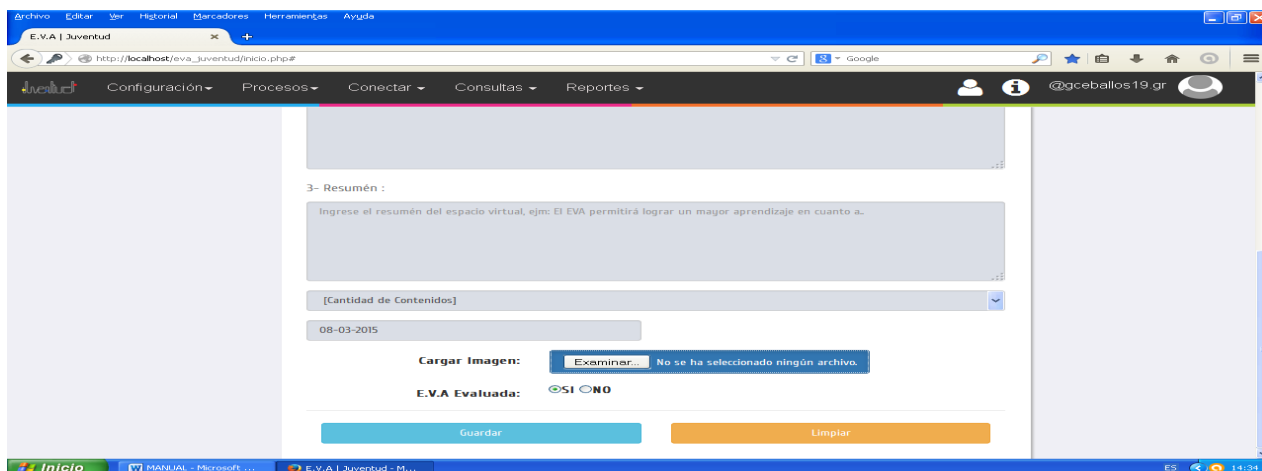 Archivo Editar Ver Historial Marcadores Herramientas Ayuda
E.V.A | Juventud
http://localhost/eva_juventud/inicio.php#
Google
Juventud Configuración Procesos Conectar Consultas Reportes @gceballos19.gr
3- Resumén :
Ingrese el resumén del espacio virtual, ejm: El EVA permitirá lograr un mayor aprendizaje en cuanto a..
[Cantidad de Contenidos]
08-03-2015
Cargar Imagen: Examinar... No se ha seleccionado ningún archivo.
E.V.A Evaluada: SI NO
Guardar Limpiar
Inicio MANUAL - Microsoft ... E.V.A | Juventud - M... ES 14:34